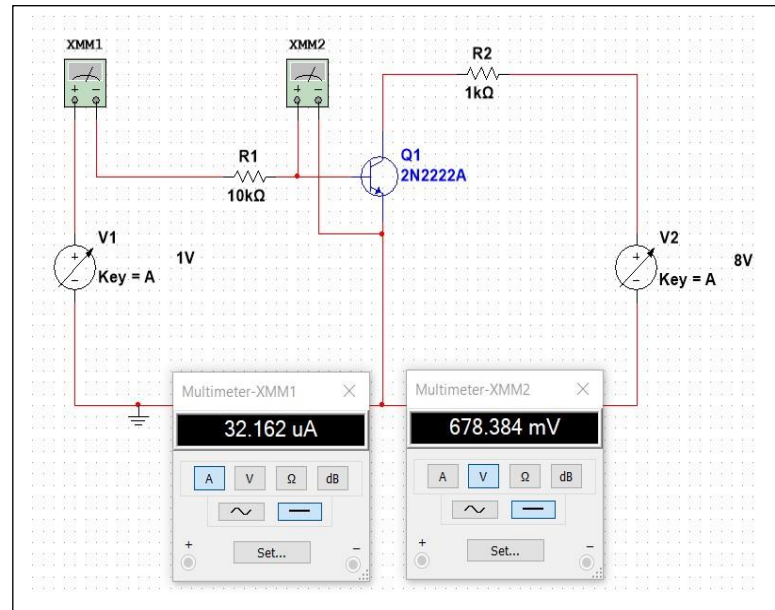 XMM1
XMM2
R2
1kΩ
R1
10kΩ
Q1
2N2222A
V1
1V
Key = A
V2
8V
Key = A
Multimeter-XMM1
32.162 uA
A V Ω dB
+ −
Set...
Multimeter-XMM2
678.384 mV
A V Ω dB
+ −
Set...